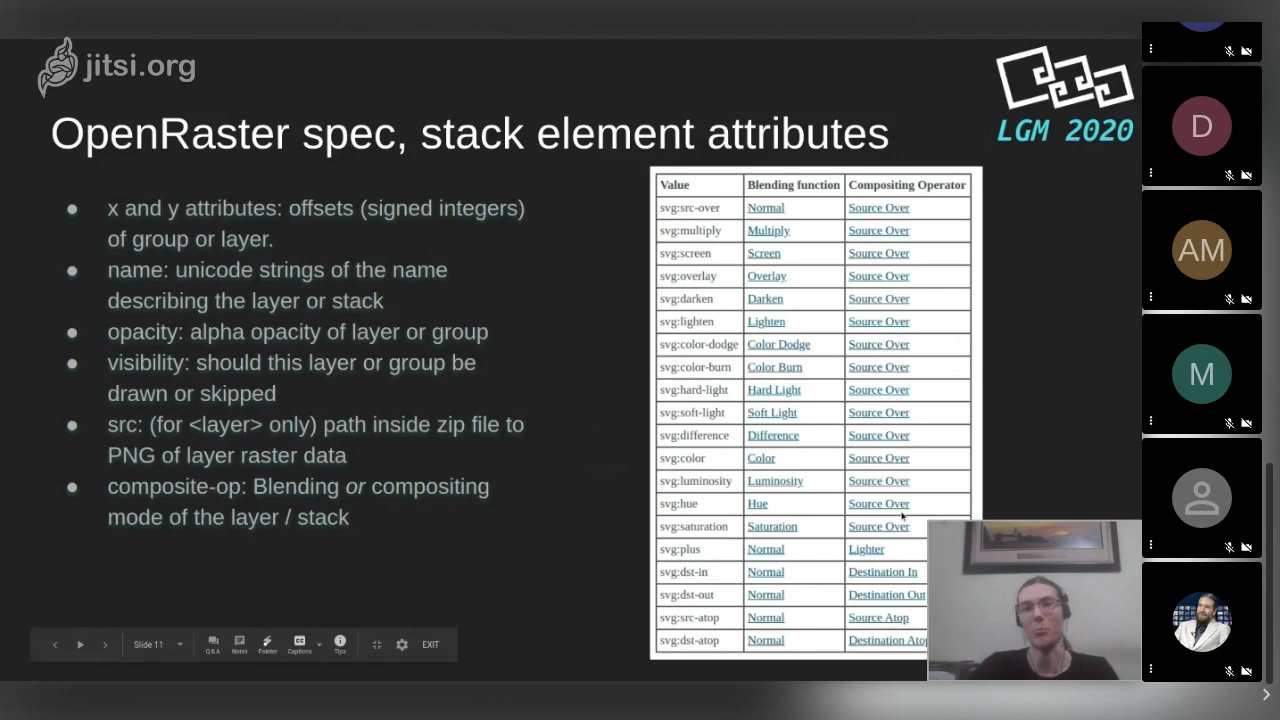 jitsi.org
LGM 2020
OpenRaster spec, stack element attributes
● x and y attributes: offsets (signed integers)
of group or layer.
● name: unicode strings of the name
describing the layer or stack
● opacity: alpha opacity of layer or group
● visibility: should this layer or group be
drawn or skipped
● src: (for <layer> only) path inside zip file to
PNG of layer raster data
● composite-op: Blending or compositing
mode of the layer / stack
Value Blending function Compositing Operator
svg:src-over Normal Source Over
svg:multiply Multiply Source Over
svg:screen Screen Source Over
svg:overlay Overlay Source Over
svg:darken Darken Source Over
svg:lighten Lighten Source Over
svg:color-dodge Color Dodge Source Over
svg:color-burn Color Burn Source Over
svg:hard-light Hard Light Source Over
svg:soft-light Soft Light Source Over
svg:difference Difference Source Over
svg:color Color Source Over
svg:luminosity Luminosity Source Over
svg:hue Hue Source Over
svg:saturation Saturation Source Over
svg:plus Normal Lighter
svg:dst-in Normal Destination In
svg:dst-out Normal Destination Out
svg:src-atop Normal Source Atop
svg:dst-atop Normal Destination Atop
Slide 11
Q&A Notes Pointer Captions Tips
EXIT
D
AM
M